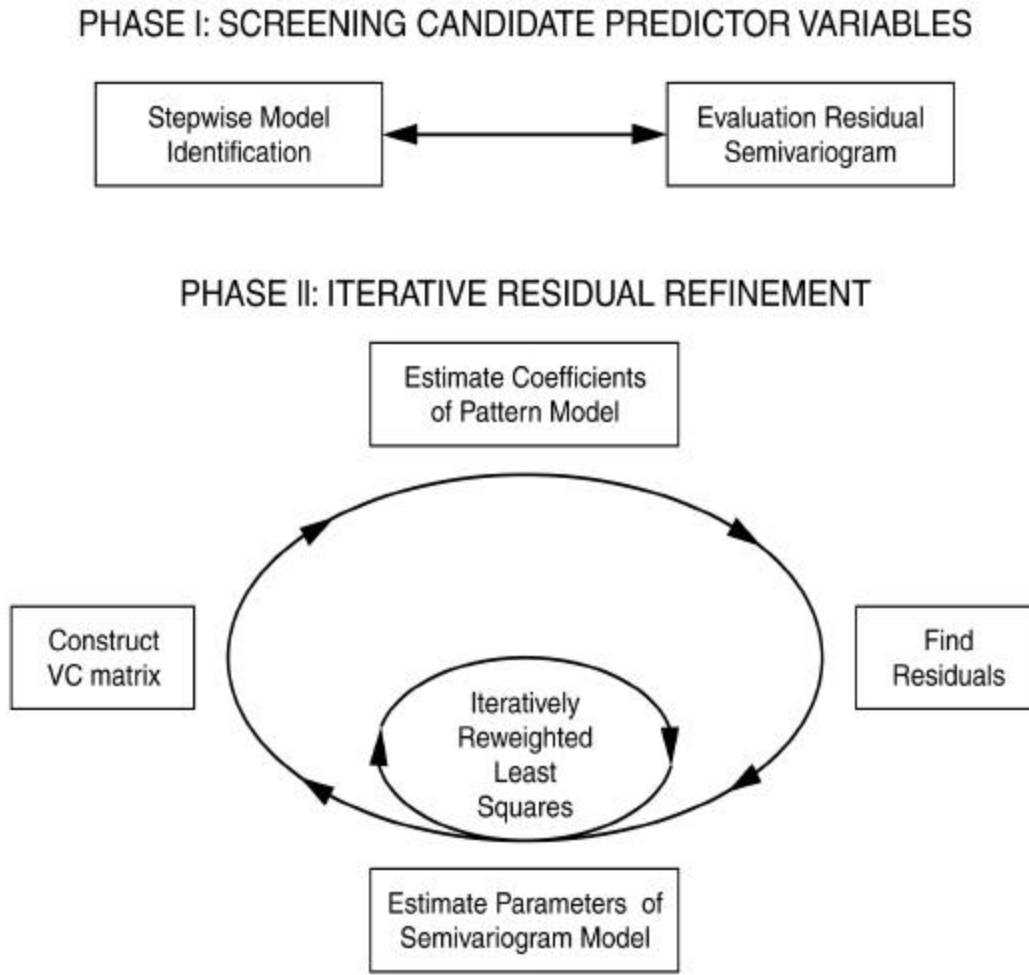 PHASE I: SCREENING CANDIDATE PREDICTOR VARIABLES
Stepwise Model
Identification
Evaluation Residual
Semivariogram
PHASE II: ITERATIVE RESIDUAL REFINEMENT
Estimate Coefficients
of Pattern Model
Construct
VC matrix
Find
Residuals
Iteratively
Reweighted
Least
Squares
Estimate Parameters of
Semivariogram Model